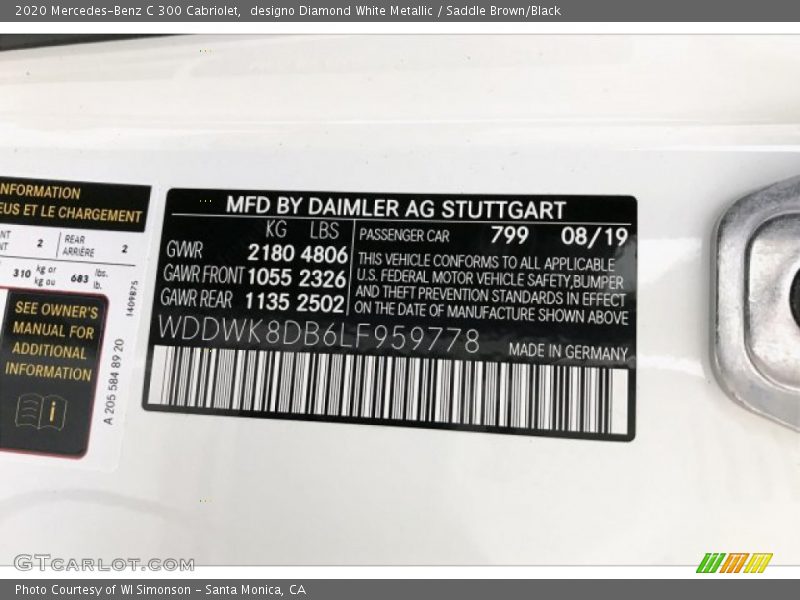 2020 Mercedes-Benz C 300 Cabriolet,  designo Diamond White Metallic / Saddle Brown/Black
NFORMATION
EUS ET LE CHARGEMENT
NT 2 REAR 2
NT ARRIÈRE
310 kg or 683 lbs.
kg ou lb.
SEE OWNER'S
MANUAL FOR
ADDITIONAL
INFORMATION
i
1409875
A 205 584 89 20
MFD BY DAIMLER AG STUTTGART
KG LBS
GVWR 2180 4806
GAWR FRONT 1055 2326
GAWR REAR 1135 2502
PASSENGER CAR 799 08/19
THIS VEHICLE CONFORMS TO ALL APPLICABLE
U.S. FEDERAL MOTOR VEHICLE SAFETY,BUMPER
AND THEFT PREVENTION STANDARDS IN EFFECT
ON THE DATE OF MANUFACTURE SHOWN ABOVE
WDDWK8DB6LF959778
MADE IN GERMANY
GTCARLOT.COM
Photo Courtesy of WI Simonson - Santa Monica, CA